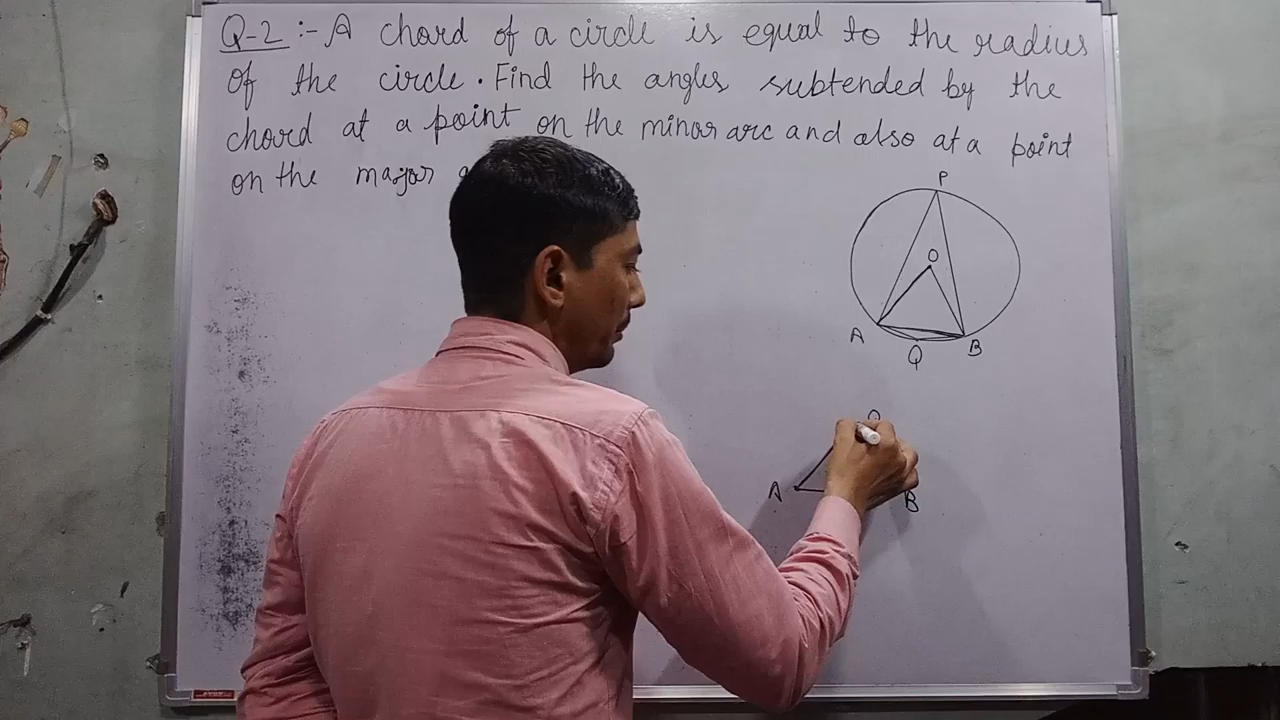 Q-2 :- A chord of a circle is equal to the radius
of the circle. Find the angles subtended by the
chord at a point on the minor arc and also at a point
on the major
P
O
A
Q
B
O
A
B